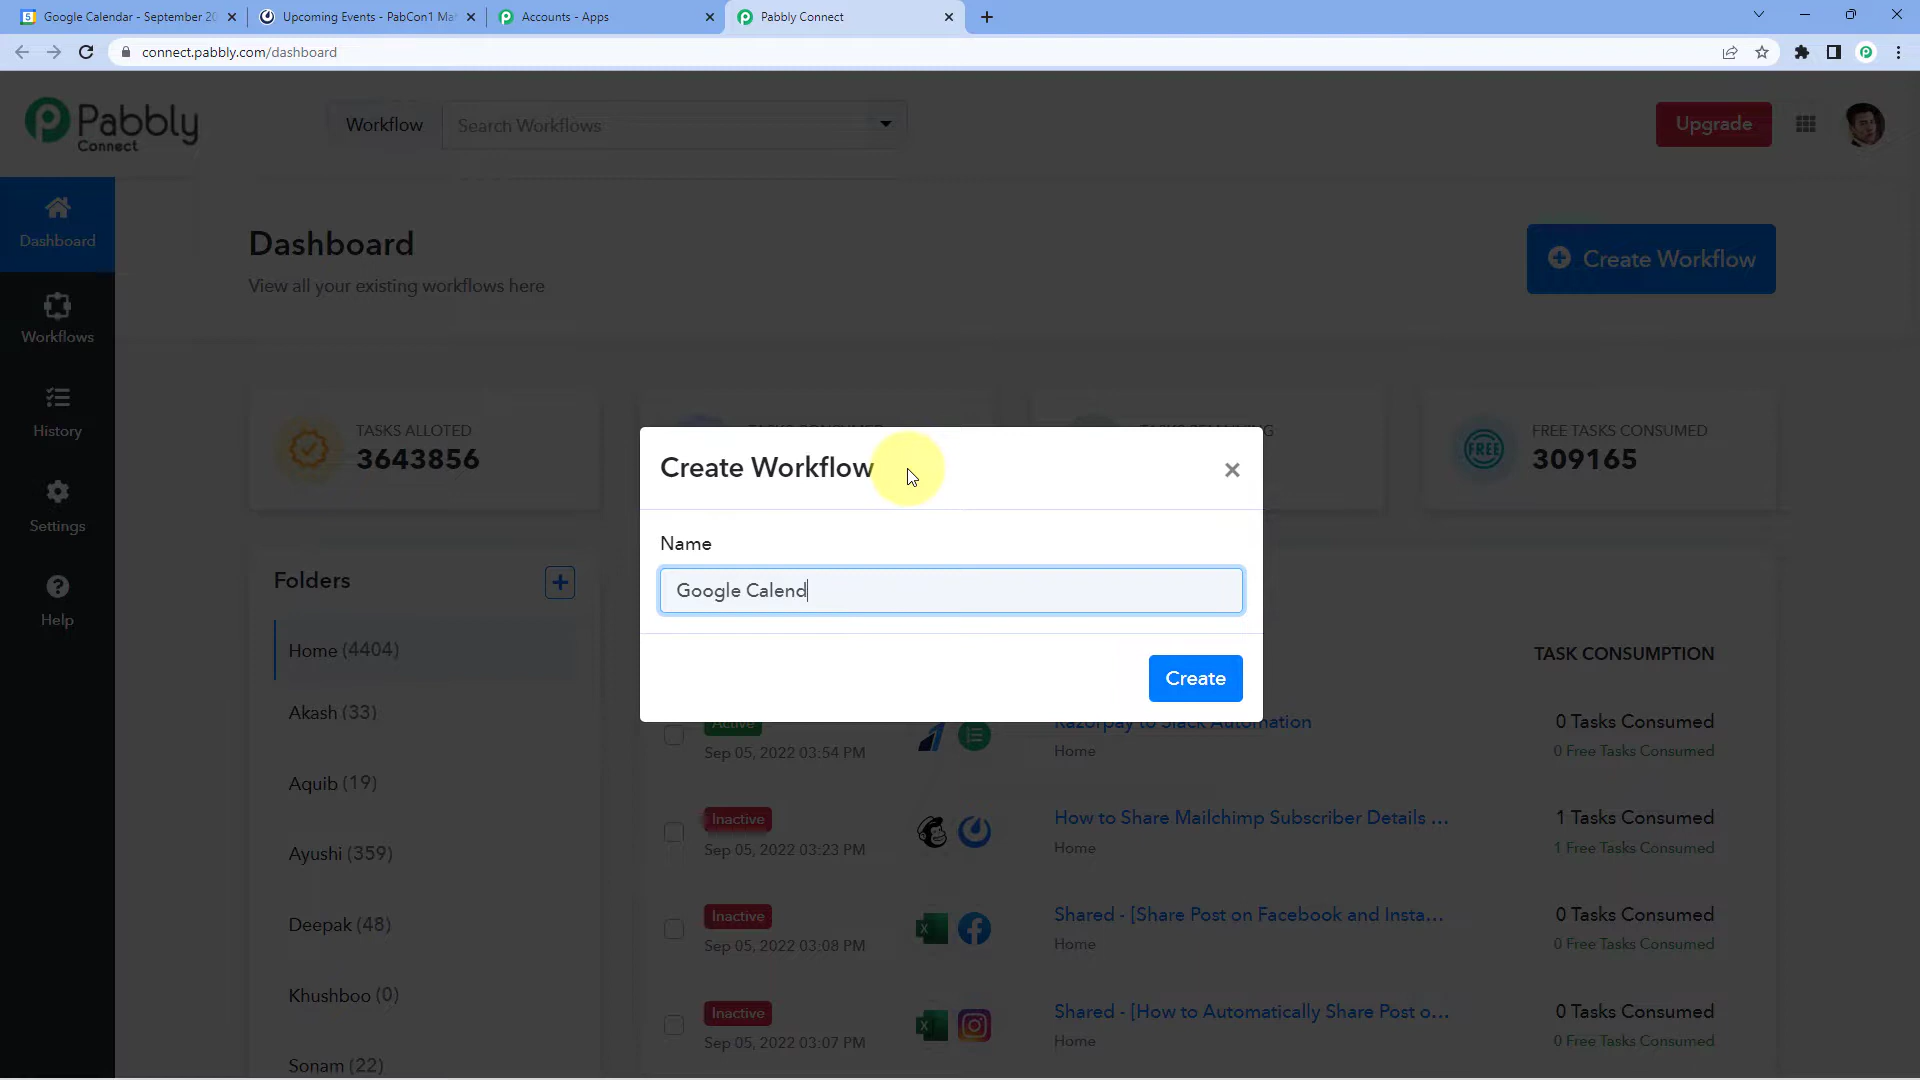 Google Calendar - September 20
Upcoming Events - PabCon1 Ma
Accounts - Apps
Pabbly Connect
connect.pabbly.com/dashboard
Pabbly
Connect
Workflow
Search Workflows
Upgrade
Dashboard
Workflows
History
Settings
Help
Dashboard
View all your existing workflows here
Create Workflow
TASKS ALLOTED
3643856
FREE TASKS CONSUMED
309165
FREE
Create Workflow
×
Name
Google Calend
Create
Folders
Home (4404)
Akash (33)
Aquib (19)
Ayushi (359)
Deepak (48)
Khushboo (0)
Sonam (22)
TASK CONSUMPTION
Active
Sep 05, 2022 03:54 PM
Razorpay to Slack Automation
Home
0 Tasks Consumed
0 Free Tasks Consumed
Inactive
Sep 05, 2022 03:23 PM
How to Share Mailchimp Subscriber Details ...
Home
1 Tasks Consumed
1 Free Tasks Consumed
Inactive
Sep 05, 2022 03:08 PM
Shared - [Share Post on Facebook and Insta...
Home
0 Tasks Consumed
0 Free Tasks Consumed
Inactive
Sep 05, 2022 03:07 PM
Shared - [How to Automatically Share Post o...
Home
0 Tasks Consumed
0 Free Tasks Consumed